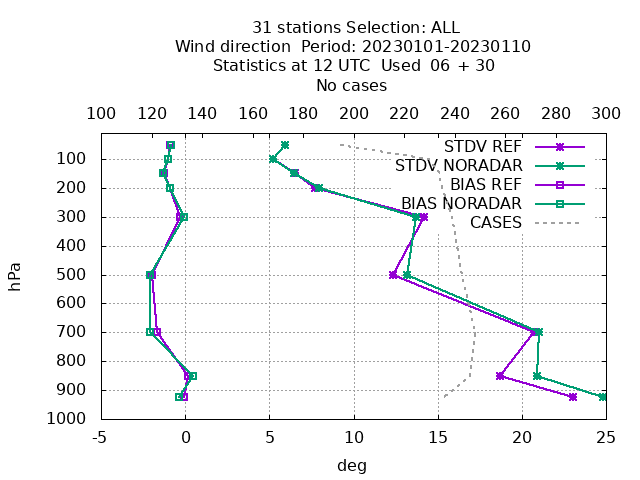 31 stations Selection: ALL
Wind direction  Period: 20230101-20230110
Statistics at 12 UTC  Used  06 + 30
No cases
100 120 140 160 180 200 220 240 260 280 300
STDV REF
100
STDV NORADAR
200
BIAS REF
BIAS NORADAR
300
CASES
400
hPa
500
600
700
800
900
1000
-5 0 5 10 15 20 25
deg